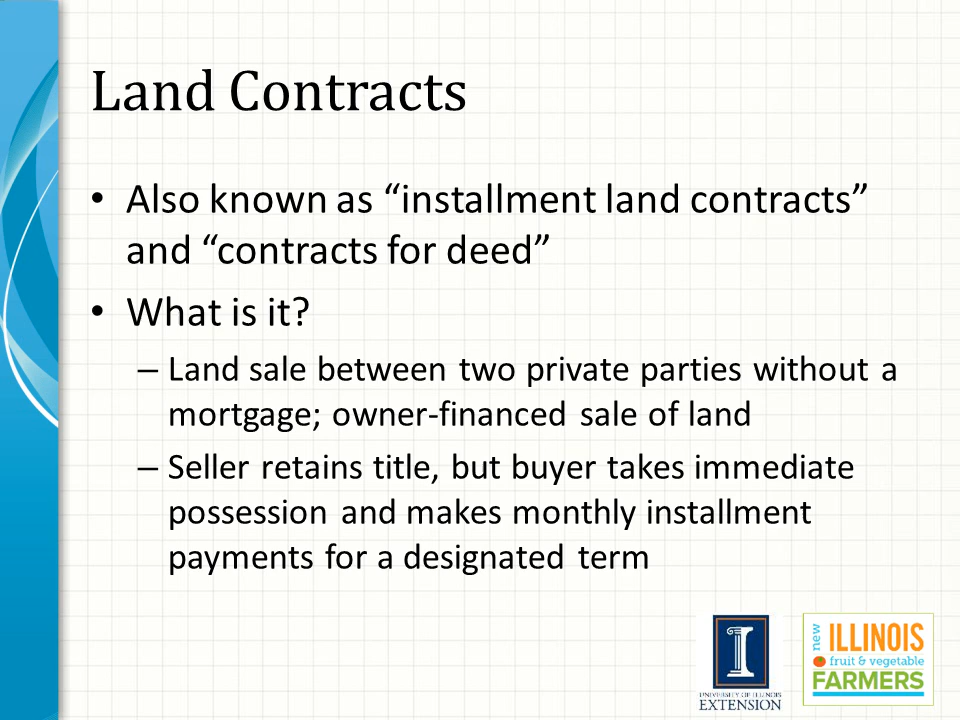 Land Contracts
• Also known as “installment land contracts”
and “contracts for deed”
• What is it?
– Land sale between two private parties without a
mortgage; owner-financed sale of land
– Seller retains title, but buyer takes immediate
possession and makes monthly installment
payments for a designated term
I
UNIVERSITY OF ILLINOIS
EXTENSION
new
ILLINOIS
fruit & vegetable
FARMERS